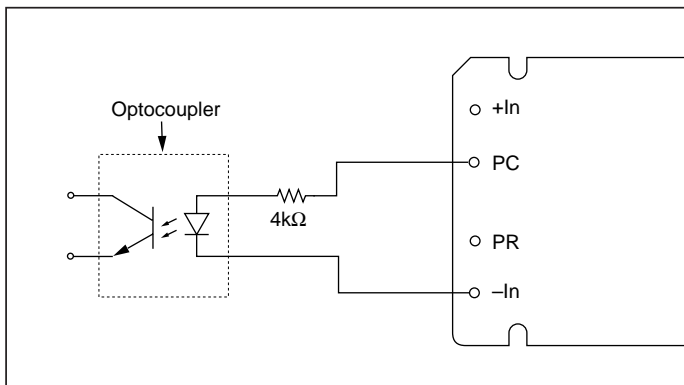 Optocoupler
+In
PC
4kΩ
PR
–In